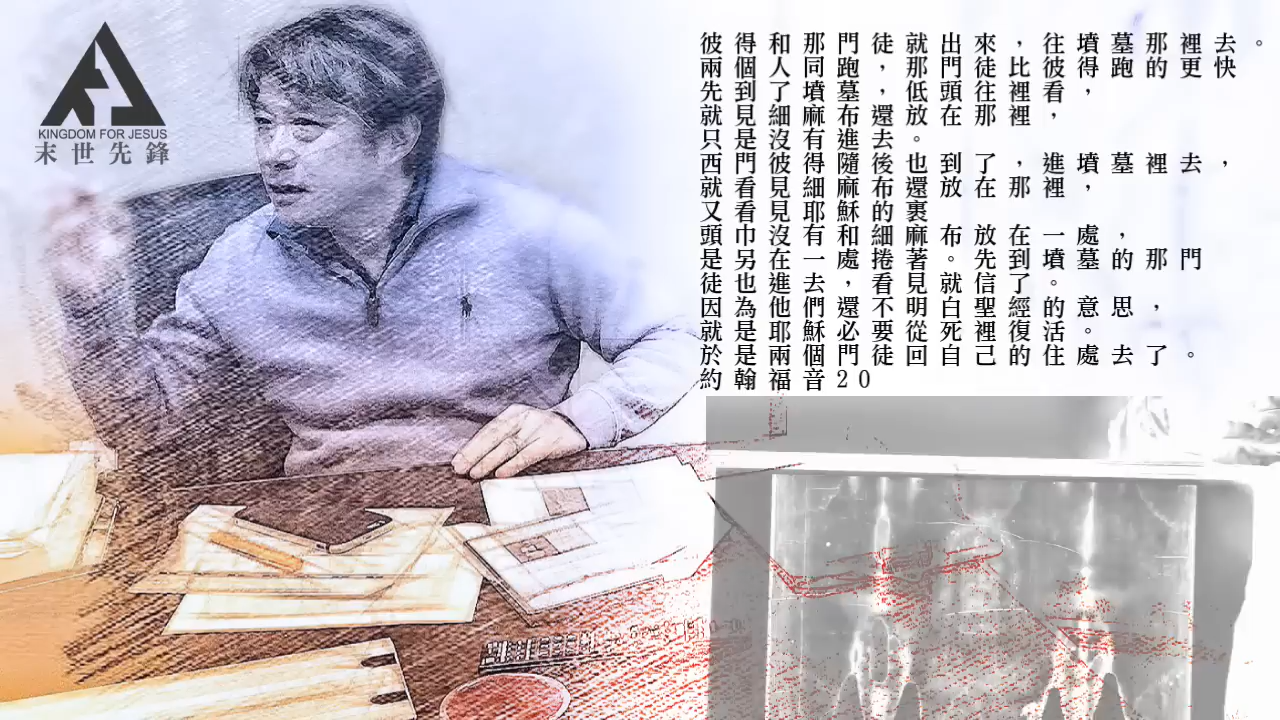 KINGDOM FOR JESUS
末世先鋒
彼得和那門徒就出來，往墳墓那裡去。
兩個人同跑，那門徒比彼得跑的更快
先到了墳墓，低頭往裡看，
就見細麻布還放在那裡，
只是沒有進去。
西門彼得隨後也到了，進墳墓裡去，
就看見細麻布還放在那裡，
又看見耶穌的裹
頭巾沒有和細麻布放在一處，
是另在一處捲著。先到墳墓的那門
徒也進去，看見就信了。
因為他們還不明白聖經的意思，
就是耶穌必要從死裡復活。
於是兩個門徒回自己的住處去了。
約翰福音20